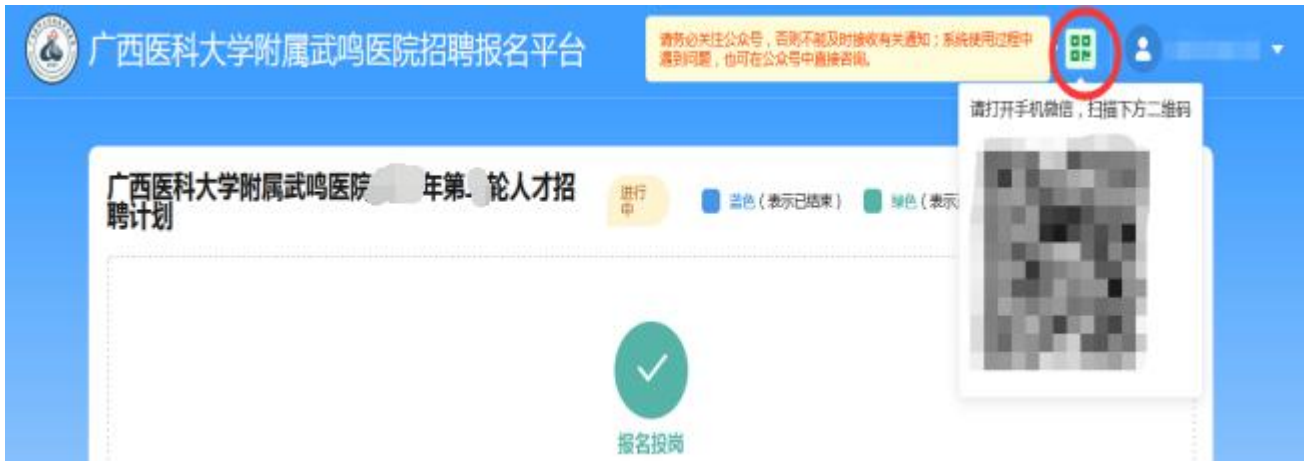 广西医科大学附属武鸣医院招聘报名平台
请务必关注公众号，否则不能及时接收有关通知；系统使用过程中
遇到问题，也可在公众号中直接咨询。
请打开手机微信，扫描下方二维码
广西医科大学附属武鸣医院 年第 轮人才招
聘计划
进行
中
蓝色（表示已结束）
绿色（表示
报名投岗